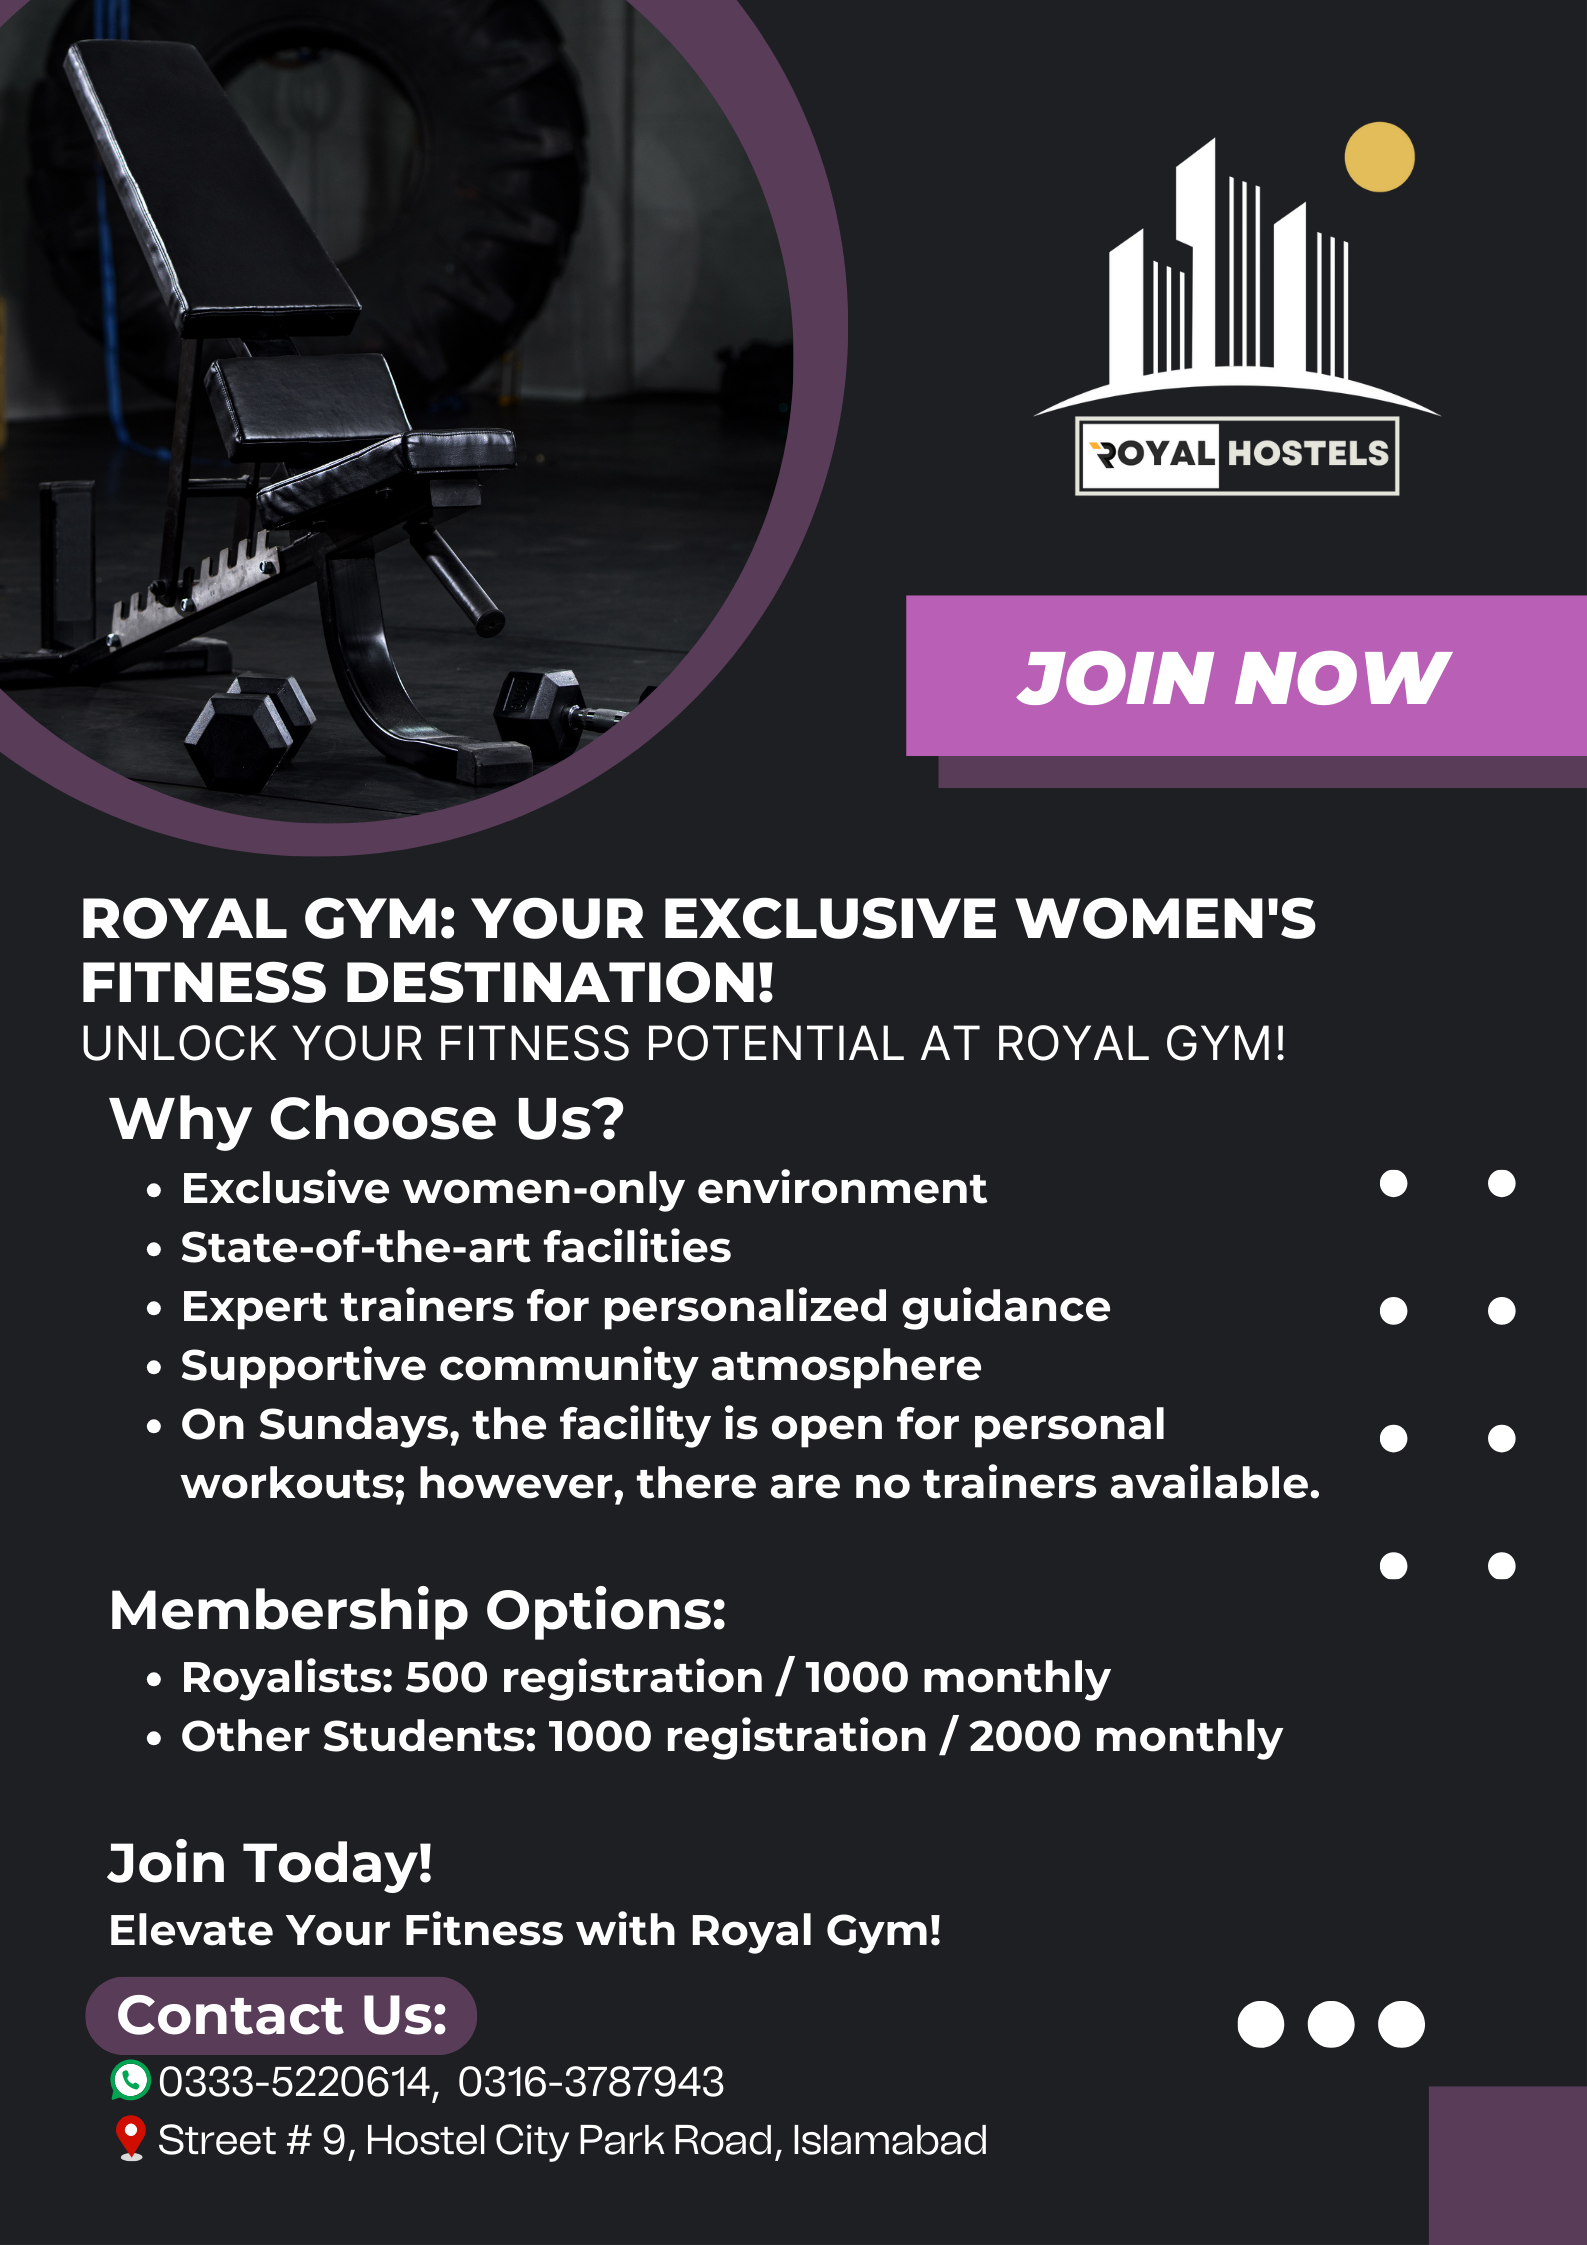 ROYAL HOSTELS
JOIN NOW
ROYAL GYM: YOUR EXCLUSIVE WOMEN'S
FITNESS DESTINATION!
UNLOCK YOUR FITNESS POTENTIAL AT ROYAL GYM!
Why Choose Us?
• Exclusive women-only environment
• State-of-the-art facilities
• Expert trainers for personalized guidance
• Supportive community atmosphere
• On Sundays, the facility is open for personal
workouts; however, there are no trainers available.
Membership Options:
• Royalists: 500 registration / 1000 monthly
• Other Students: 1000 registration / 2000 monthly
Join Today!
Elevate Your Fitness with Royal Gym!
Contact Us:
0333-5220614, 0316-3787943
Street # 9, Hostel City Park Road, Islamabad